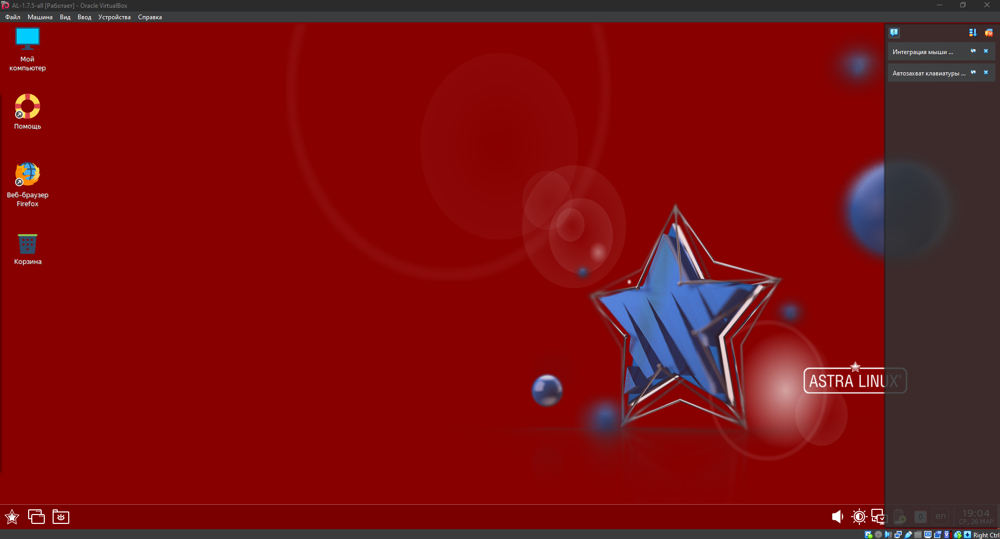 AL-1.7.5-all [Работает] - Oracle VirtualBox
Файл Машина Вид Ввод Устройства Справка
Мой
компьютер
Помощь
Веб-браузер
Firefox
Корзина
Интеграция мыши ...
Автозахват клавиатуры ...
ASTRA LINUX®
0 en 19:04
СР, 26 МАР
Right Ctrl